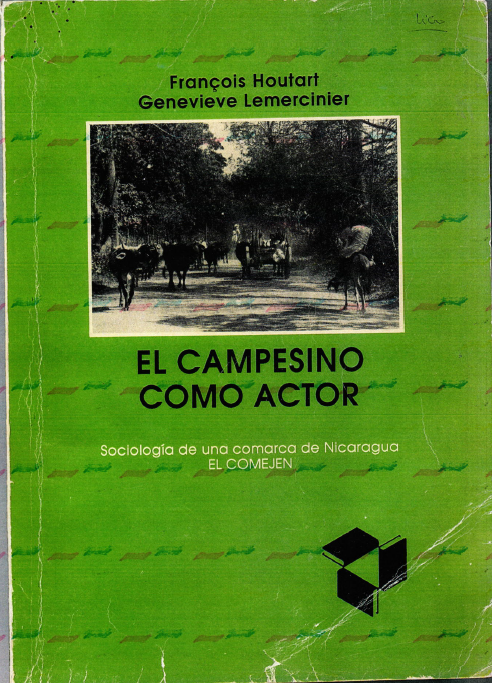 François Houtart
Genevieve Lemercinier
EL CAMPESINO
COMO ACTOR
Sociología de una comarca de Nicaragua
EL COMEJEN